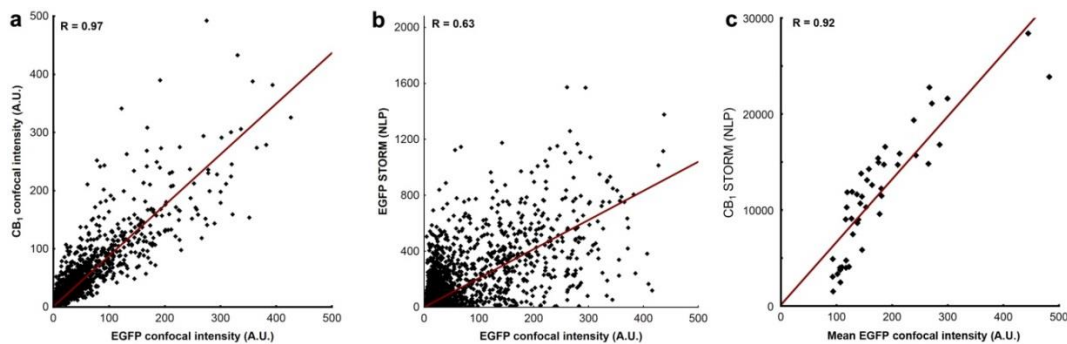 a
R = 0.97
500
400
300
200
100
0
CB₁ confocal intensity (A.U.)
0 100 200 300 400 500
EGFP confocal intensity (A.U.)
b
R = 0.63
2000
1600
1200
800
400
0
EGFP STORM (NLP)
0 100 200 300 400 500
EGFP confocal intensity (A.U.)
c
R = 0.92
30000
20000
10000
0
CB₁ STORM (NLP)
0 100 200 300 400 500
Mean EGFP confocal intensity (A.U.)